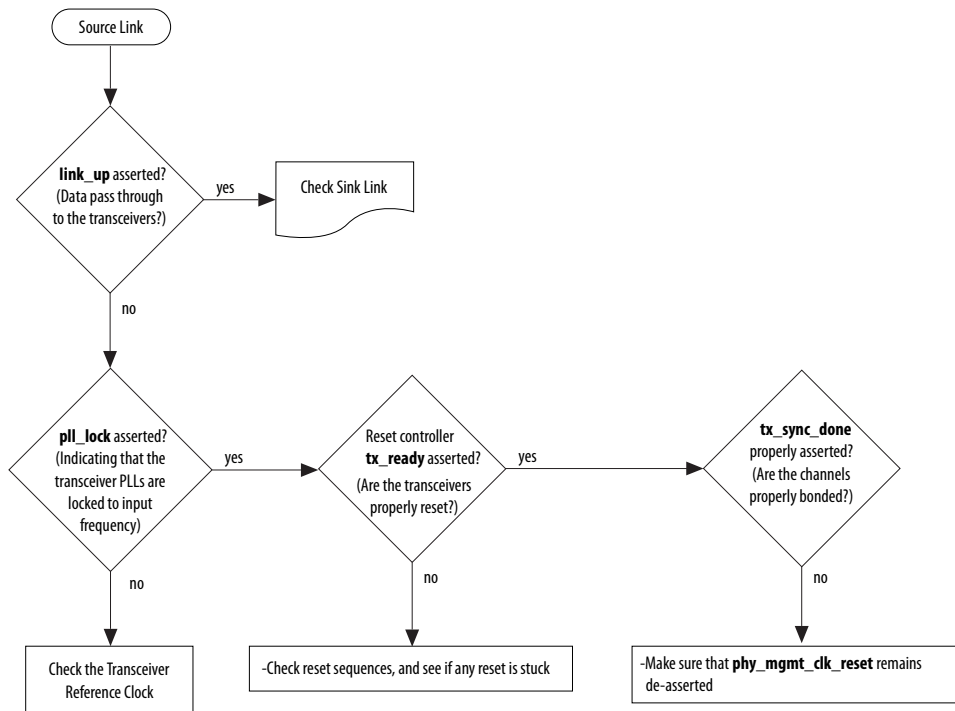 Source Link
link_up asserted?
(Data pass through
to the transceivers?)
yes
Check Sink Link
no
pll_lock asserted?
(Indicating that the
transceiver PLLs are
locked to input
frequency)
yes
Reset controller
tx_ready asserted?
(Are the transceivers
properly reset?)
yes
tx_sync_done
properly asserted?
(Are the channels
properly bonded?)
no
no
no
Check the Transceiver
Reference Clock
-Check reset sequences, and see if any reset is stuck
-Make sure that phy_mgmt_clk_reset remains
de-asserted